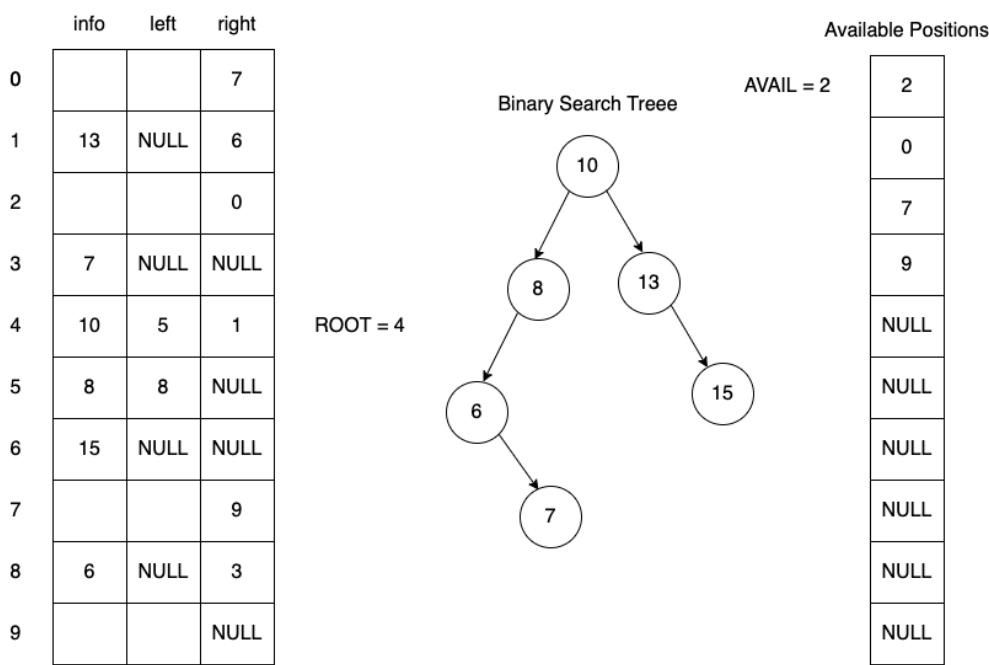 info left right
0 7
1 13 NULL 6
2 0
3 7 NULL NULL
4 10 5 1
5 8 8 NULL
6 15 NULL NULL
7 9
8 6 NULL 3
9 NULL
ROOT = 4
Binary Search Treee
10
8
13
6
15
7
Available Positions
AVAIL = 2
2
0
7
9
NULL
NULL
NULL
NULL
NULL
NULL